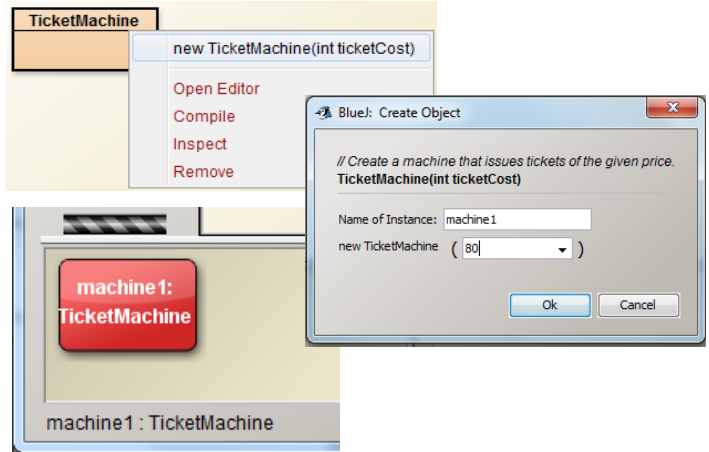 TicketMachine
new TicketMachine(int ticketCost)
Open Editor
Compile
Inspect
Remove
BlueJ: Create Object
// Create a machine that issues tickets of the given price.
TicketMachine(int ticketCost)
Name of Instance: machine1
new TicketMachine ( 80 )
Ok Cancel
machine1:
TicketMachine
machine1 : TicketMachine